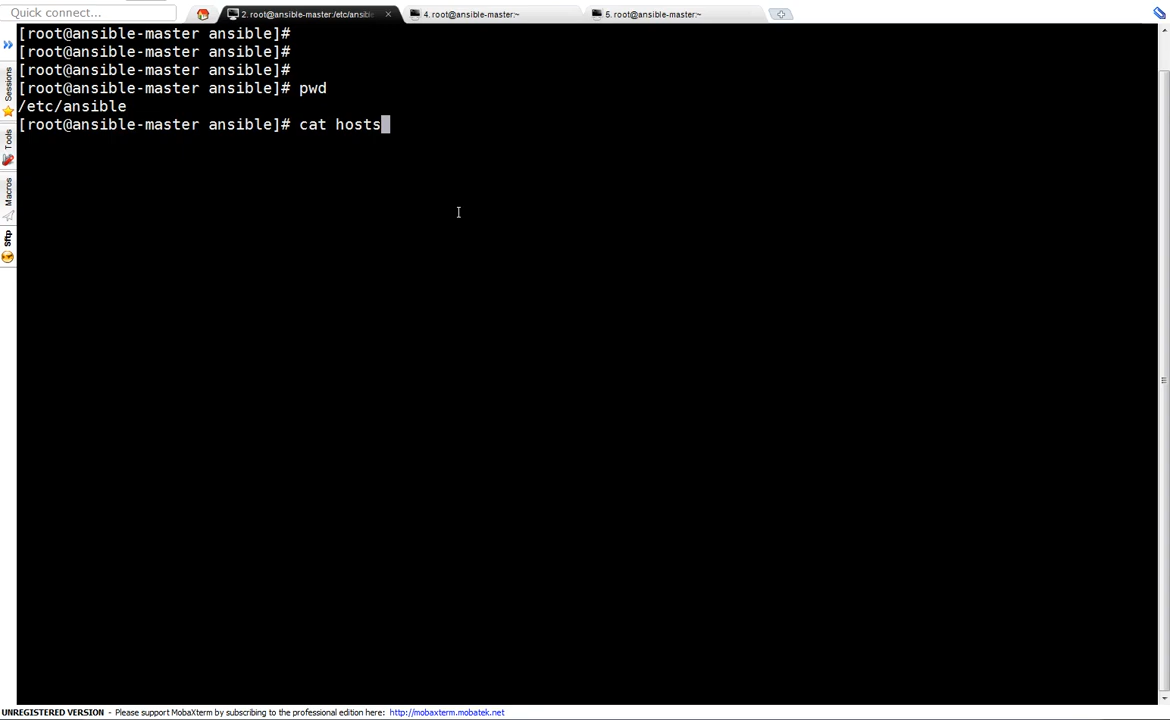 Quick connect...
2. root@ansible-master:/etc/ansibl
4. root@ansible-master:~
5. root@ansible-master:~
[root@ansible-master ansible]#
[root@ansible-master ansible]#
[root@ansible-master ansible]#
[root@ansible-master ansible]# pwd
/etc/ansible
[root@ansible-master ansible]# cat hosts
Sessions
Tools
Macros
Sftp
UNREGISTERED VERSION - Please support MobaXterm by subscribing to the professional edition here: http://mobaxterm.mobatek.net